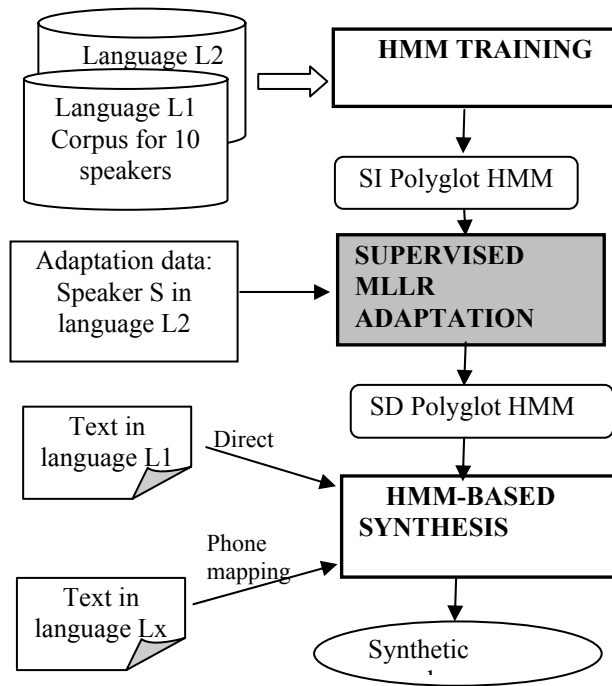 Language L2
Language L1
Corpus for 10
speakers
HMM TRAINING
SI Polyglot HMM
Adaptation data:
Speaker S in
language L2
SUPERVISED
MLLR
ADAPTATION
SD Polyglot HMM
Text in
language L1
Direct
HMM-BASED
SYNTHESIS
Phone
mapping
Text in
language Lx
Synthetic